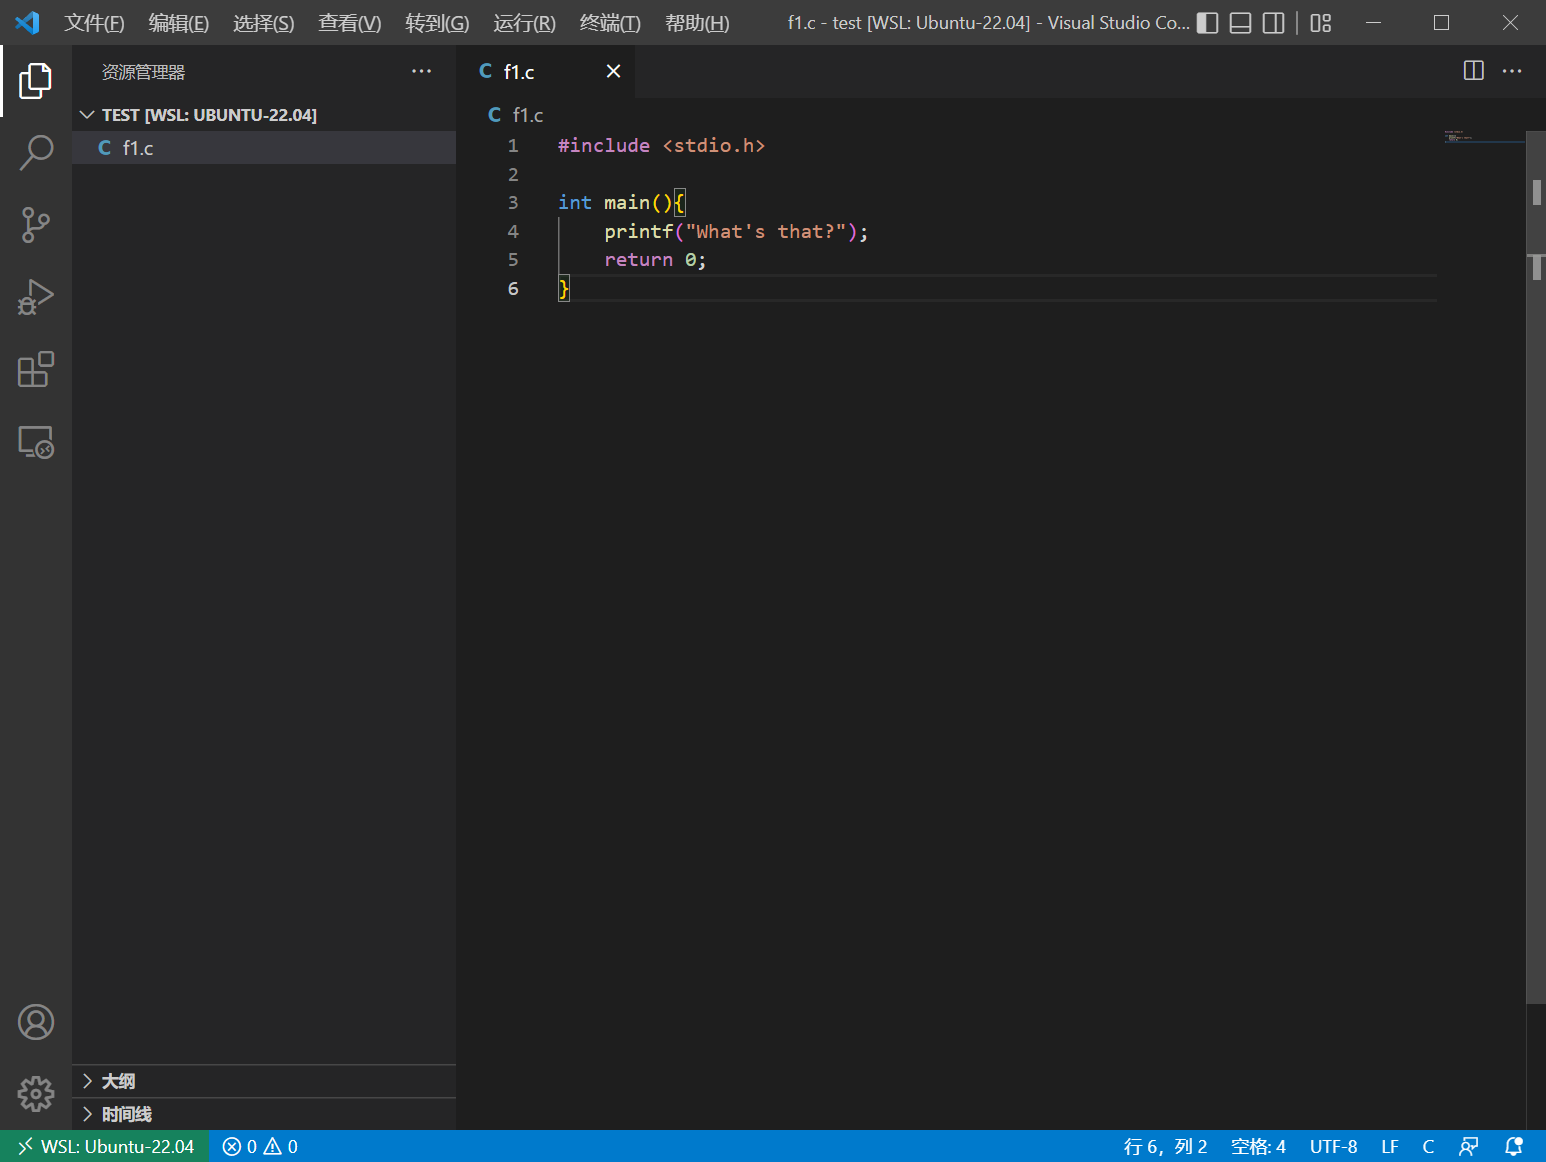 文件(F) 编辑(E) 选择(S) 查看(V) 转到(G) 运行(R) 终端(T) 帮助(H) f1.c - test [WSL: Ubuntu-22.04] - Visual Studio Co...
资源管理器
TEST [WSL: UBUNTU-22.04]
C f1.c
C f1.c
C f1.c
1 #include <stdio.h>
2
3 int main(){
4 printf("What's that?");
5 return 0;
6 }
大纲
时间线
WSL: Ubuntu-22.04 0 0 行 6，列 2 空格: 4 UTF-8 LF C